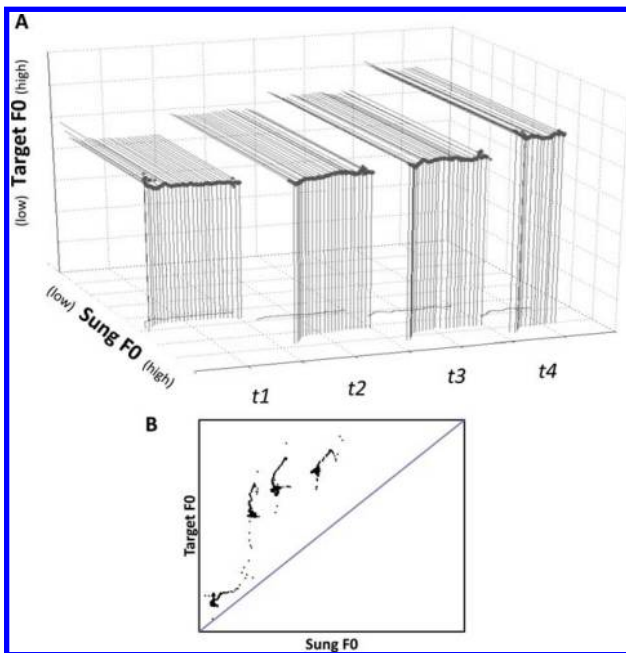 A
(low) Target F0 (high)
(low) Sung F0 (high)
t1
t2
t3
t4
B
Target F0
Sung F0